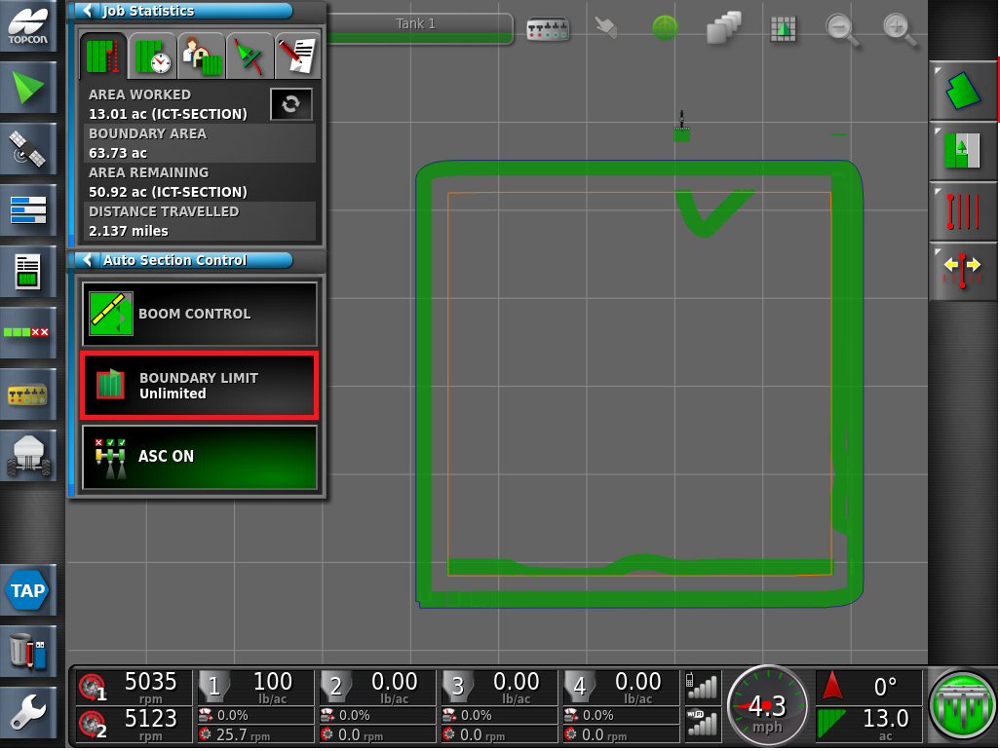 Job Statistics
Tank 1
TOPCON
AREA WORKED
13.01 ac (ICT-SECTION)
BOUNDARY AREA
63.73 ac
AREA REMAINING
50.92 ac (ICT-SECTION)
DISTANCE TRAVELLED
2.137 miles
Auto Section Control
BOOM CONTROL
BOUNDARY LIMIT
Unlimited
ASC ON
TAP
1 5035
rpm
2 5123
rpm
1 100
lb/ac
0.0%
25.7 rpm
2 0.00
lb/ac
0.0%
0.0 rpm
3 0.00
lb/ac
0.0%
0.0 rpm
4 0.00
lb/ac
0.0%
0.0 rpm
WiFi
4.3
mph
0°
13.0
ac